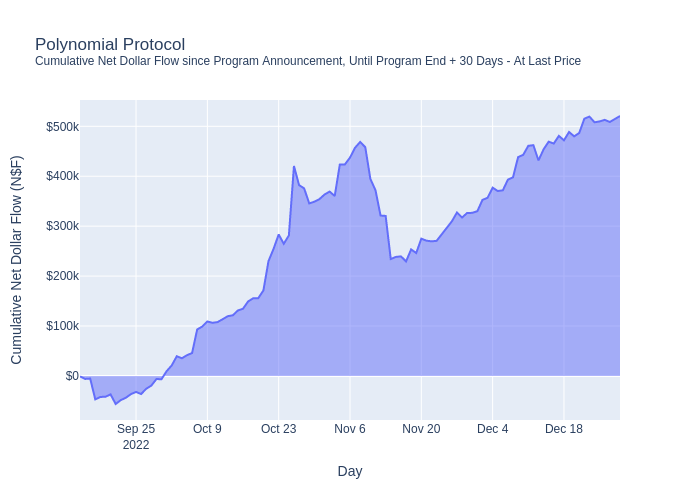 Polynomial Protocol
Cumulative Net Dollar Flow since Program Announcement, Until Program End + 30 Days - At Last Price
Cumulative Net Dollar Flow (N$F)
$500k
$400k
$300k
$200k
$100k
$0
Sep 25
2022
Oct 9
Oct 23
Nov 6
Nov 20
Dec 4
Dec 18
Day